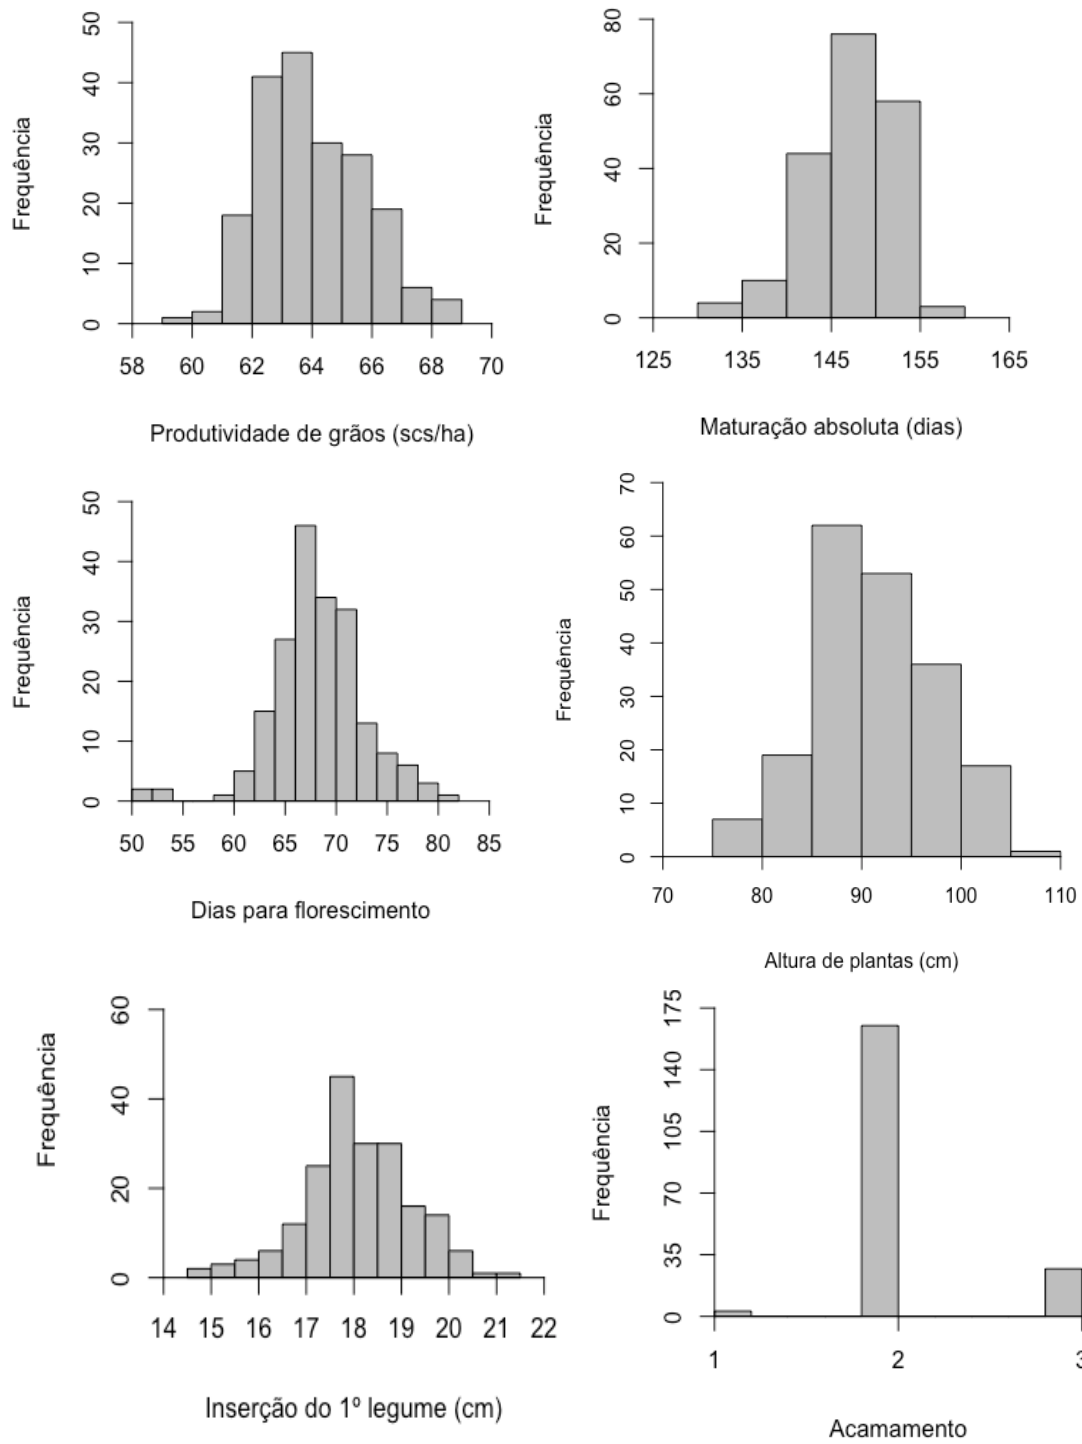 Frequência
0 10 20 30 40 50
58 60 62 64 66 68 70
Produtividade de grãos (scs/ha)
Frequência
0 20 40 60 80
125 135 145 155 165
Maturação absoluta (dias)
Frequência
0 10 20 30 40 50
50 55 60 65 70 75 80 85
Dias para florescimento
Frequência
0 10 20 30 40 50 60 70
70 80 90 100 110
Altura de plantas (cm)
Frequência
0 20 40 60
14 15 16 17 18 19 20 21 22
Inserção do 1º legume (cm)
Frequência
0 35 70 105 140 175
1 2 3
Acamamento